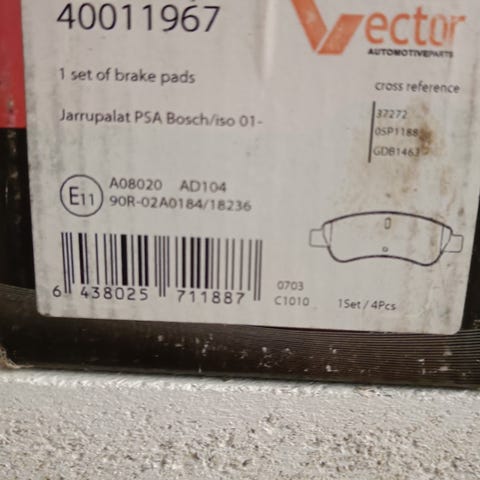 40011967
Vector
AUTOMOTIVEPARTS
1 set of brake pads
cross reference
Jarrupalat PSA Bosch/iso 01-
37272
0SP1188
GDB1463
E11
A08020 AD104
90R-02A0184/18236
6 438025 711887
0703
C1010
1Set / 4Pcs